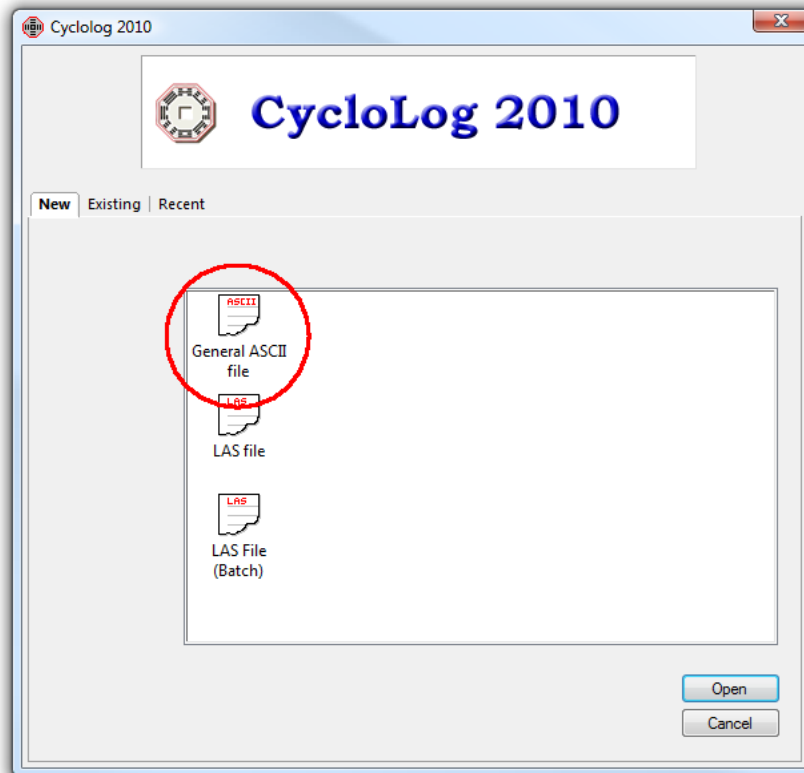 Cyclolog 2010
CycloLog 2010
New Existing Recent
ASCII
General ASCII
file
LAS
LAS file
LAS
LAS File
(Batch)
Open
Cancel